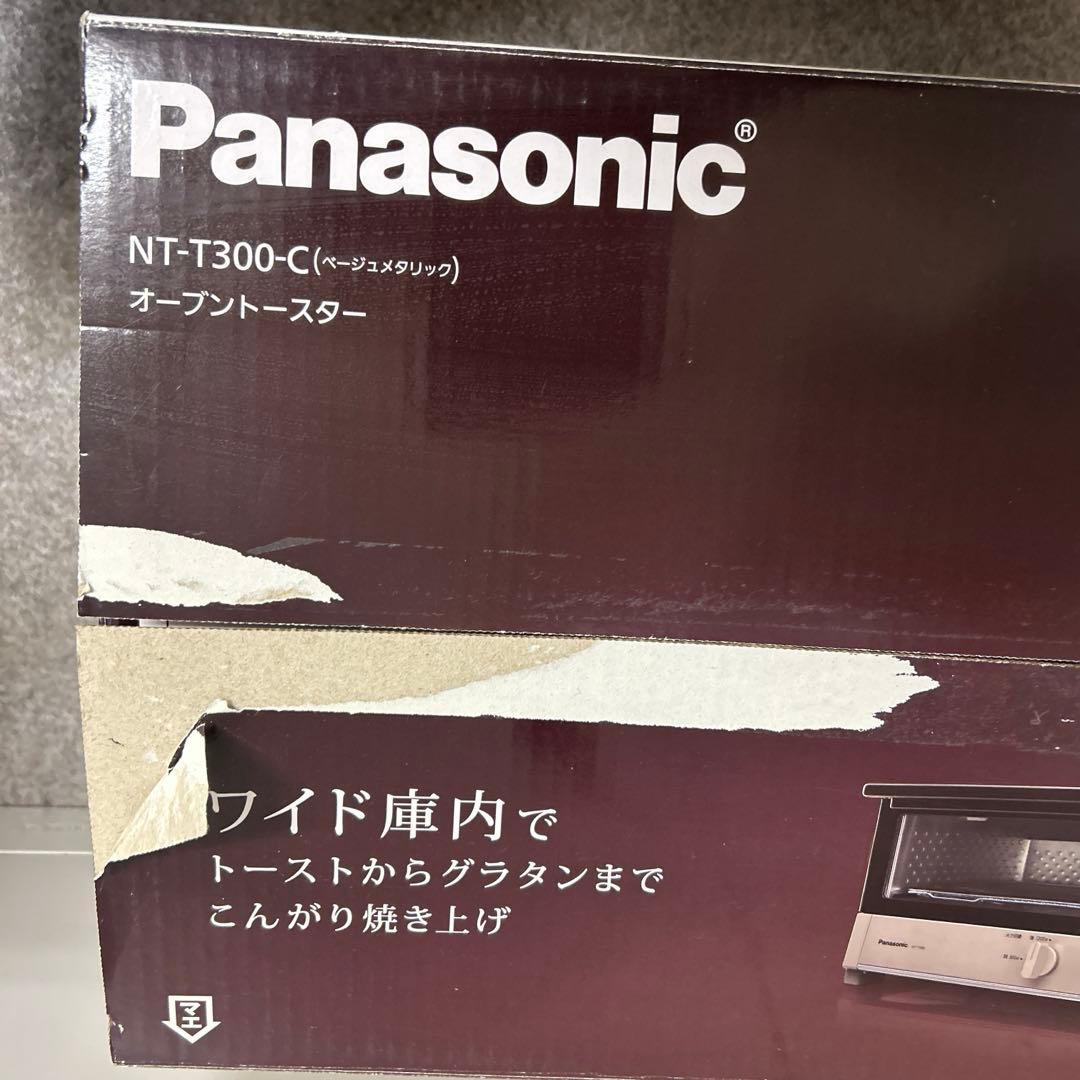 Panasonic®
NT-T300-C(ベージュメタリック)
オーブントースター
ワイド庫内で
トーストからグラタンまで
こんがり焼き上げ
マエ
Panasonic